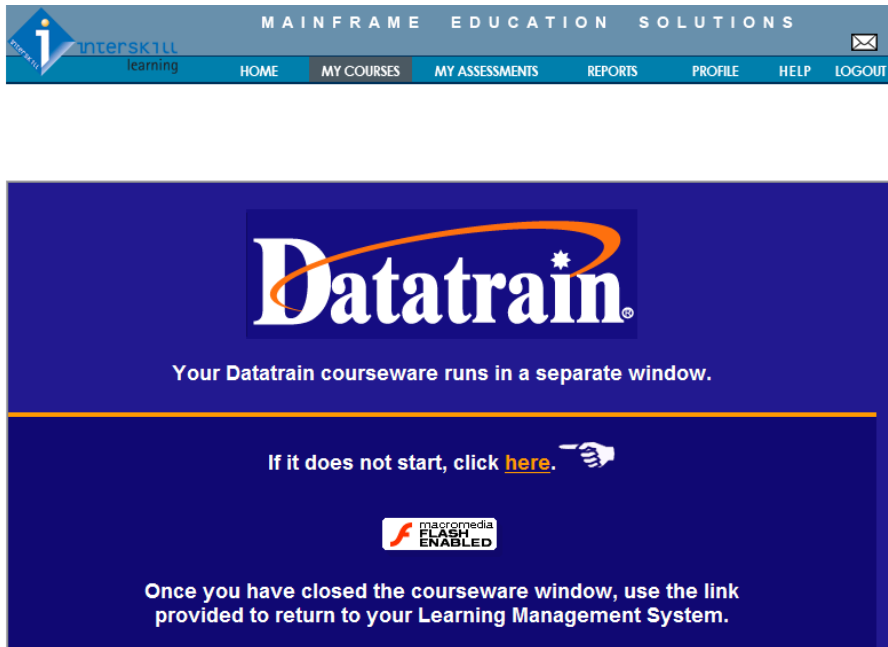 MAINFRAME EDUCATION SOLUTIONS
interskill
learning
HOME MY COURSES MY ASSESSMENTS REPORTS PROFILE HELP LOGOUT
Datatrain®
Your Datatrain courseware runs in a separate window.
If it does not start, click here.
macromedia
FLASH
ENABLED
Once you have closed the courseware window, use the link
provided to return to your Learning Management System.